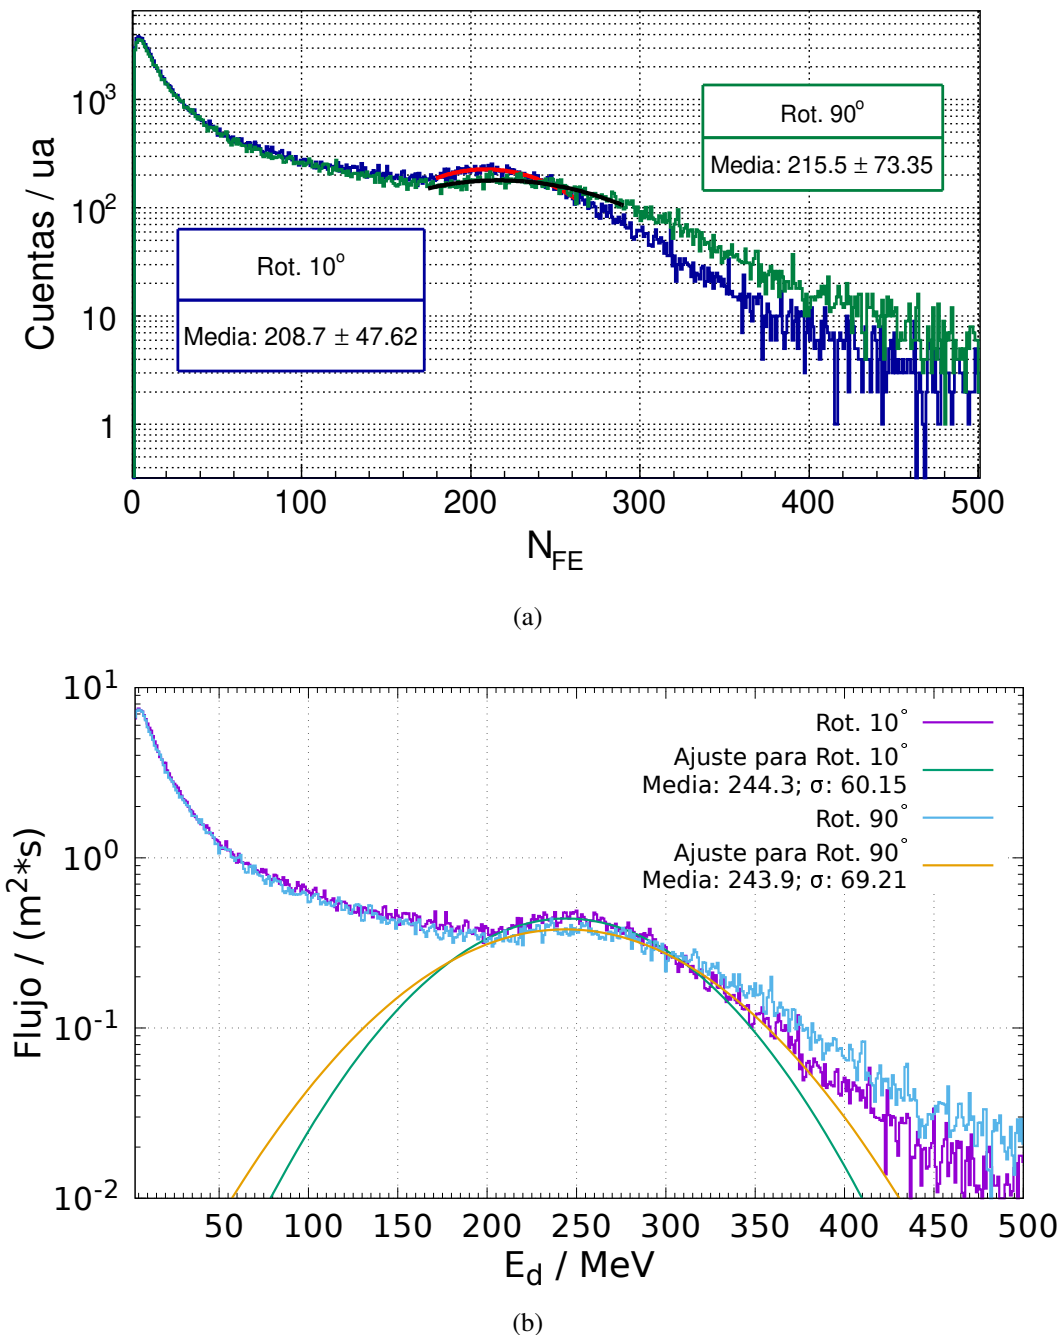 10³
10²
10
1
Cuentas / ua
Rot. 90°
Media: 215.5 ± 73.35
Rot. 10°
Media: 208.7 ± 47.62
0 100 200 300 400 500
N_FE
(a)
10¹
10⁰
10⁻¹
10⁻²
Flujo / (m²*s)
Rot. 10°
Ajuste para Rot. 10°
Media: 244.3; σ: 60.15
Rot. 90°
Ajuste para Rot. 90°
Media: 243.9; σ: 69.21
50 100 150 200 250 300 350 400 450 500
E_d / MeV
(b)